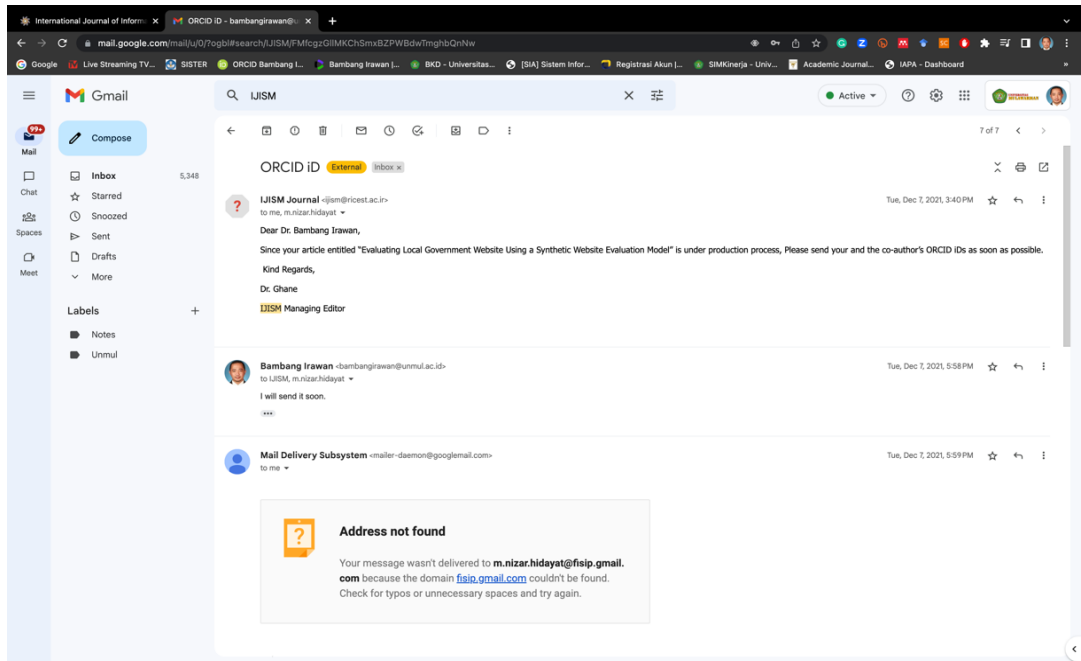 International Journal of Inform
ORCID iD - bambangirawan@u
mail.google.com/mail/u/0/?ogbl#search/IJISM/FMfcgzGllMKChSmxBZPWBdwTmghbQnNw
Google
Live Streaming TV...
SISTER
ORCID Bambang I...
Bambang Irawan |...
BKD - Universitas...
[SIA] Sistem Infor...
Registrasi Akun |...
SIMKinerja - Univ...
Academic Journal...
IAPA - Dashboard
Gmail
IJISM
Active
99+
Mail
Compose
7 of 7
Chat
Spaces
Meet
Inbox 5,348
Starred
Snoozed
Sent
Drafts
More
Labels
Notes
Unmul
ORCID iD External Inbox x
IJISM Journal <ijism@ricest.ac.ir> Tue, Dec 7, 2021, 3:40 PM
to me, m.nizar.hidayat
Dear Dr. Bambang Irawan,
Since your article entitled "Evaluating Local Government Website Using a Synthetic Website Evaluation Model" is under production process, Please send your and the co-author's ORCID iDs as soon as possible.
Kind Regards,
Dr. Ghane
IJISM Managing Editor
Bambang Irawan <bambangirawan@unmul.ac.id> Tue, Dec 7, 2021, 5:58 PM
to IJISM, m.nizar.hidayat
I will send it soon.
Mail Delivery Subsystem <mailer-daemon@googlemail.com> Tue, Dec 7, 2021, 5:59 PM
to me
Address not found
Your message wasn't delivered to m.nizar.hidayat@fisip.gmail.
com because the domain fisip.gmail.com couldn't be found.
Check for typos or unnecessary spaces and try again.